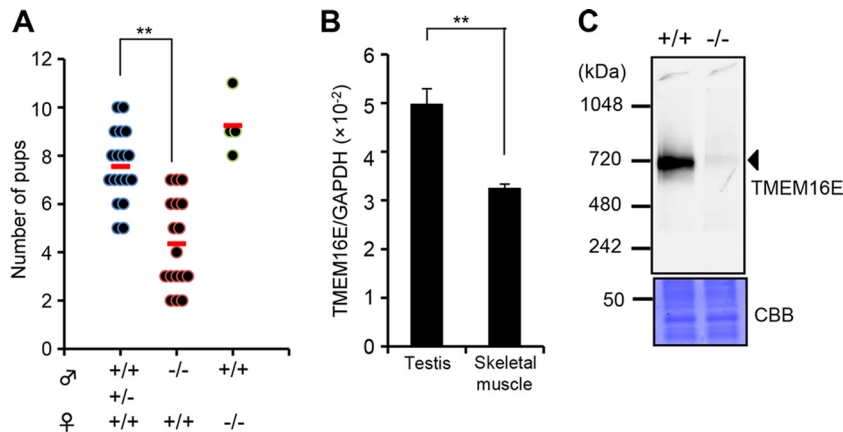 A
**
Number of pups
12
10
8
6
4
2
0
♂ +/+ -/- +/+
+/-
♀ +/+ +/+ -/-
B
**
TMEM16E/GAPDH (×10-2)
6
5
4
3
2
1
0
Testis Skeletal
muscle
C
+/+ -/-
(kDa)
1048
720
480
242
TMEM16E
50
CBB